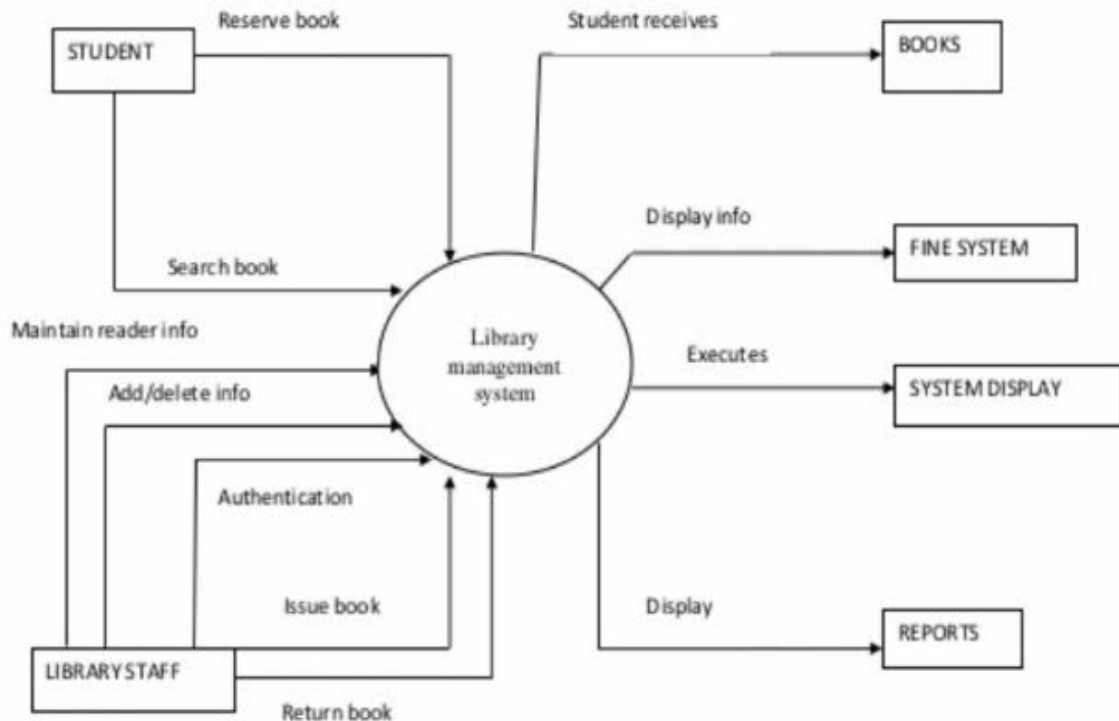 Reserve book
Student receives
STUDENT
BOOKS
Display info
FINE SYSTEM
Search book
Maintain reader info
Library
management
system
Executes
SYSTEM DISPLAY
Add/delete info
Authentication
Issue book
Display
REPORTS
LIBRARY STAFF
Return book